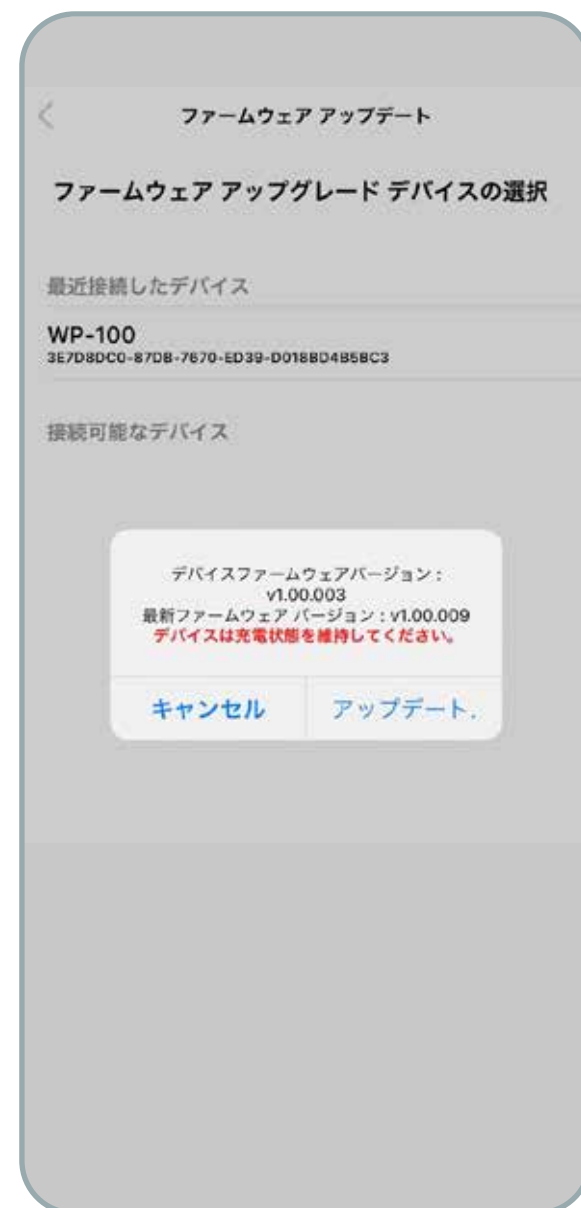 ファームウェア アップデート
ファームウェア アップグレード デバイスの選択
最近接続したデバイス
WP-100
3E7D8DC0-87DB-7670-ED39-D018BD4B5BC3
接続可能なデバイス
デバイスファームウェアバージョン :
v1.00.003
最新ファームウェア バージョン : v1.00.009
デバイスは充電状態を維持してください。
キャンセル
アップデート.